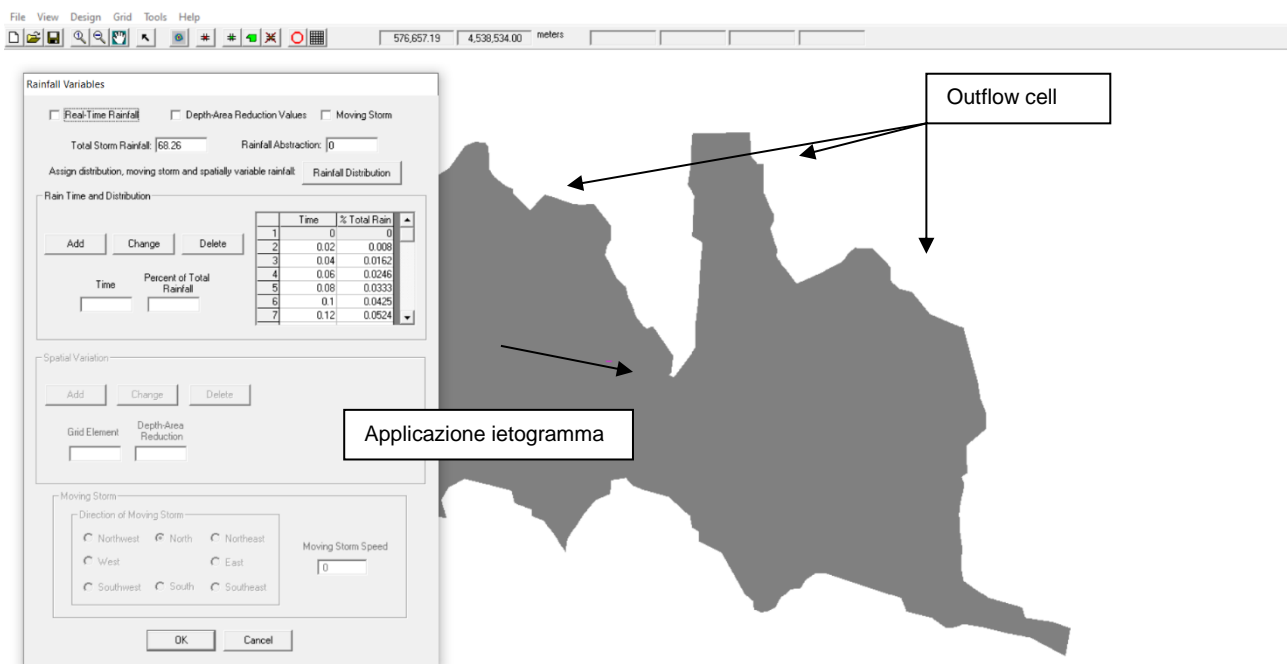 File View Design Grid Tools Help
576,657.19 4,538,534.00 meters
Rainfall Variables
Real-Time Rainfall Depth-Area Reduction Values Moving Storm
Total Storm Rainfall: 68.26 Rainfall Abstraction: 0
Assign distribution, moving storm and spatially variable rainfall: Rainfall Distribution
Rain Time and Distribution
Add Change Delete
Time
Percent of Total
Rainfall
Time % Total Rain
1 0 0
2 0.02 0.008
3 0.04 0.0162
4 0.06 0.0246
5 0.08 0.0333
6 0.1 0.0425
7 0.12 0.0524
Spatial Variation
Add Change Delete
Grid Element
Depth-Area
Reduction
Moving Storm
Direction of Moving Storm
Northwest North Northeast
West East
Southwest South Southeast
Moving Storm Speed
0
OK Cancel
Outflow cell
Applicazione ietogramma